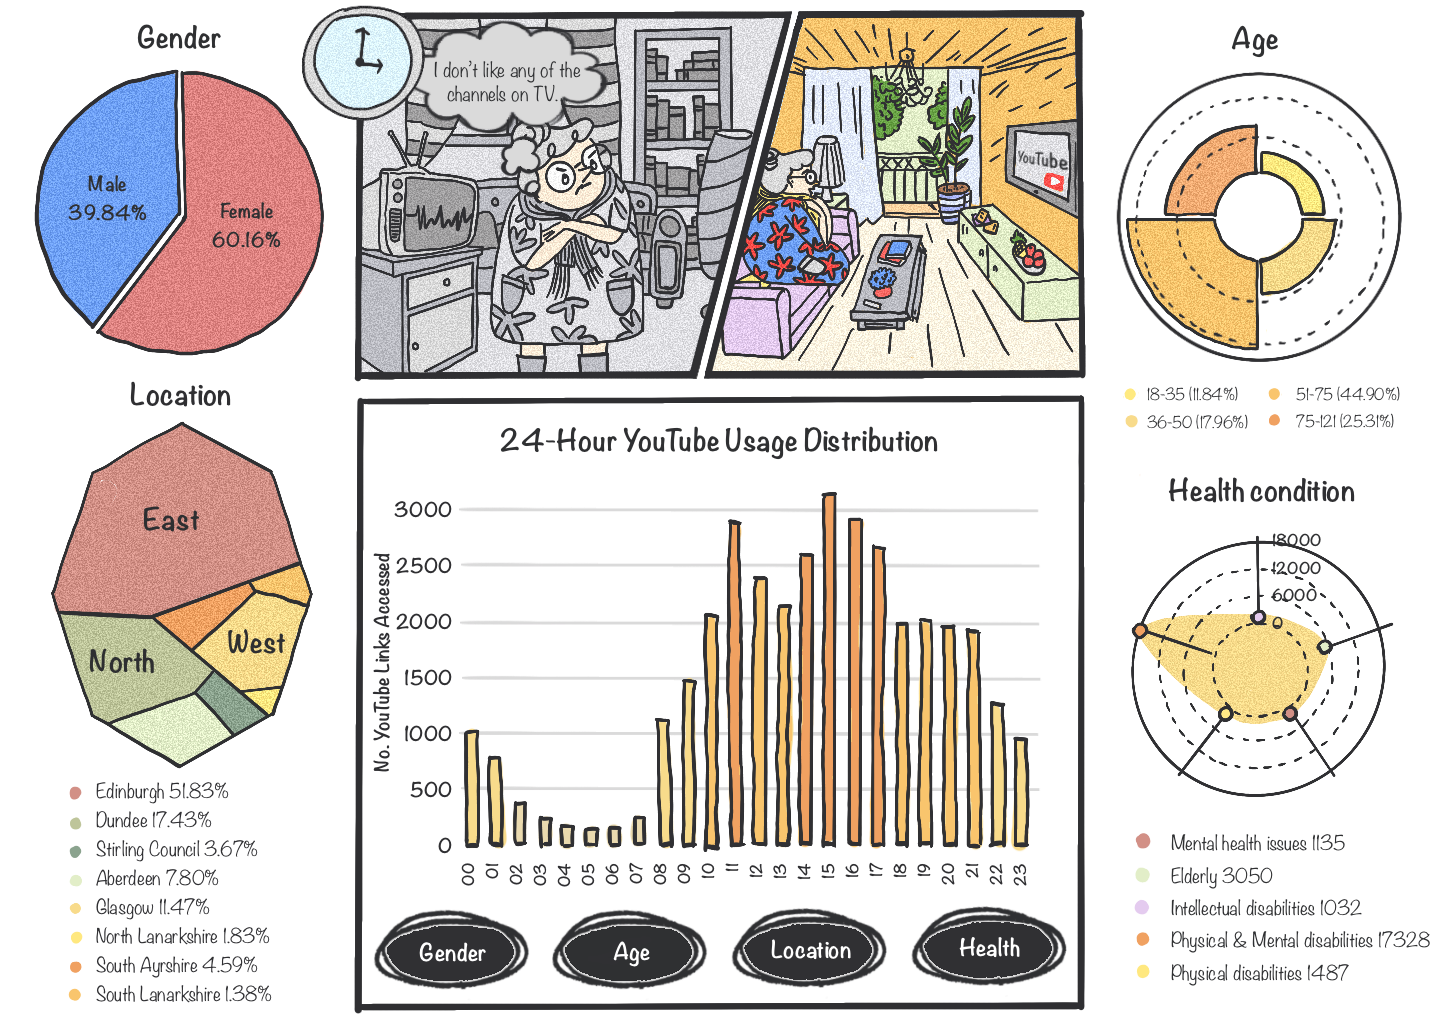 Gender
Male
39.84%
Female
60.16%
I don't like any of the
channels on TV.
YouTube
Age
18-35 (11.84%)
51-75 (44.90%)
36-50 (17.96%)
75-121 (25.31%)
Location
East
North
West
Edinburgh 51.83%
Dundee 17.43%
Stirling Council 3.67%
Aberdeen 7.80%
Glasgow 11.47%
North Lanarkshire 1.83%
South Ayrshire 4.59%
South Lanarkshire 1.38%
24-Hour YouTube Usage Distribution
No. YouTube Links Accessed
3000
2500
2000
1500
1000
500
0
00 01 02 03 04 05 06 07 08 09 10 11 12 13 14 15 16 17 18 19 20 21 22 23
Gender
Age
Location
Health
Health condition
18000
12000
6000
0
Mental health issues 1135
Elderly 3050
Intellectual disabilities 1032
Physical & Mental disabilities 17328
Physical disabilities 1487